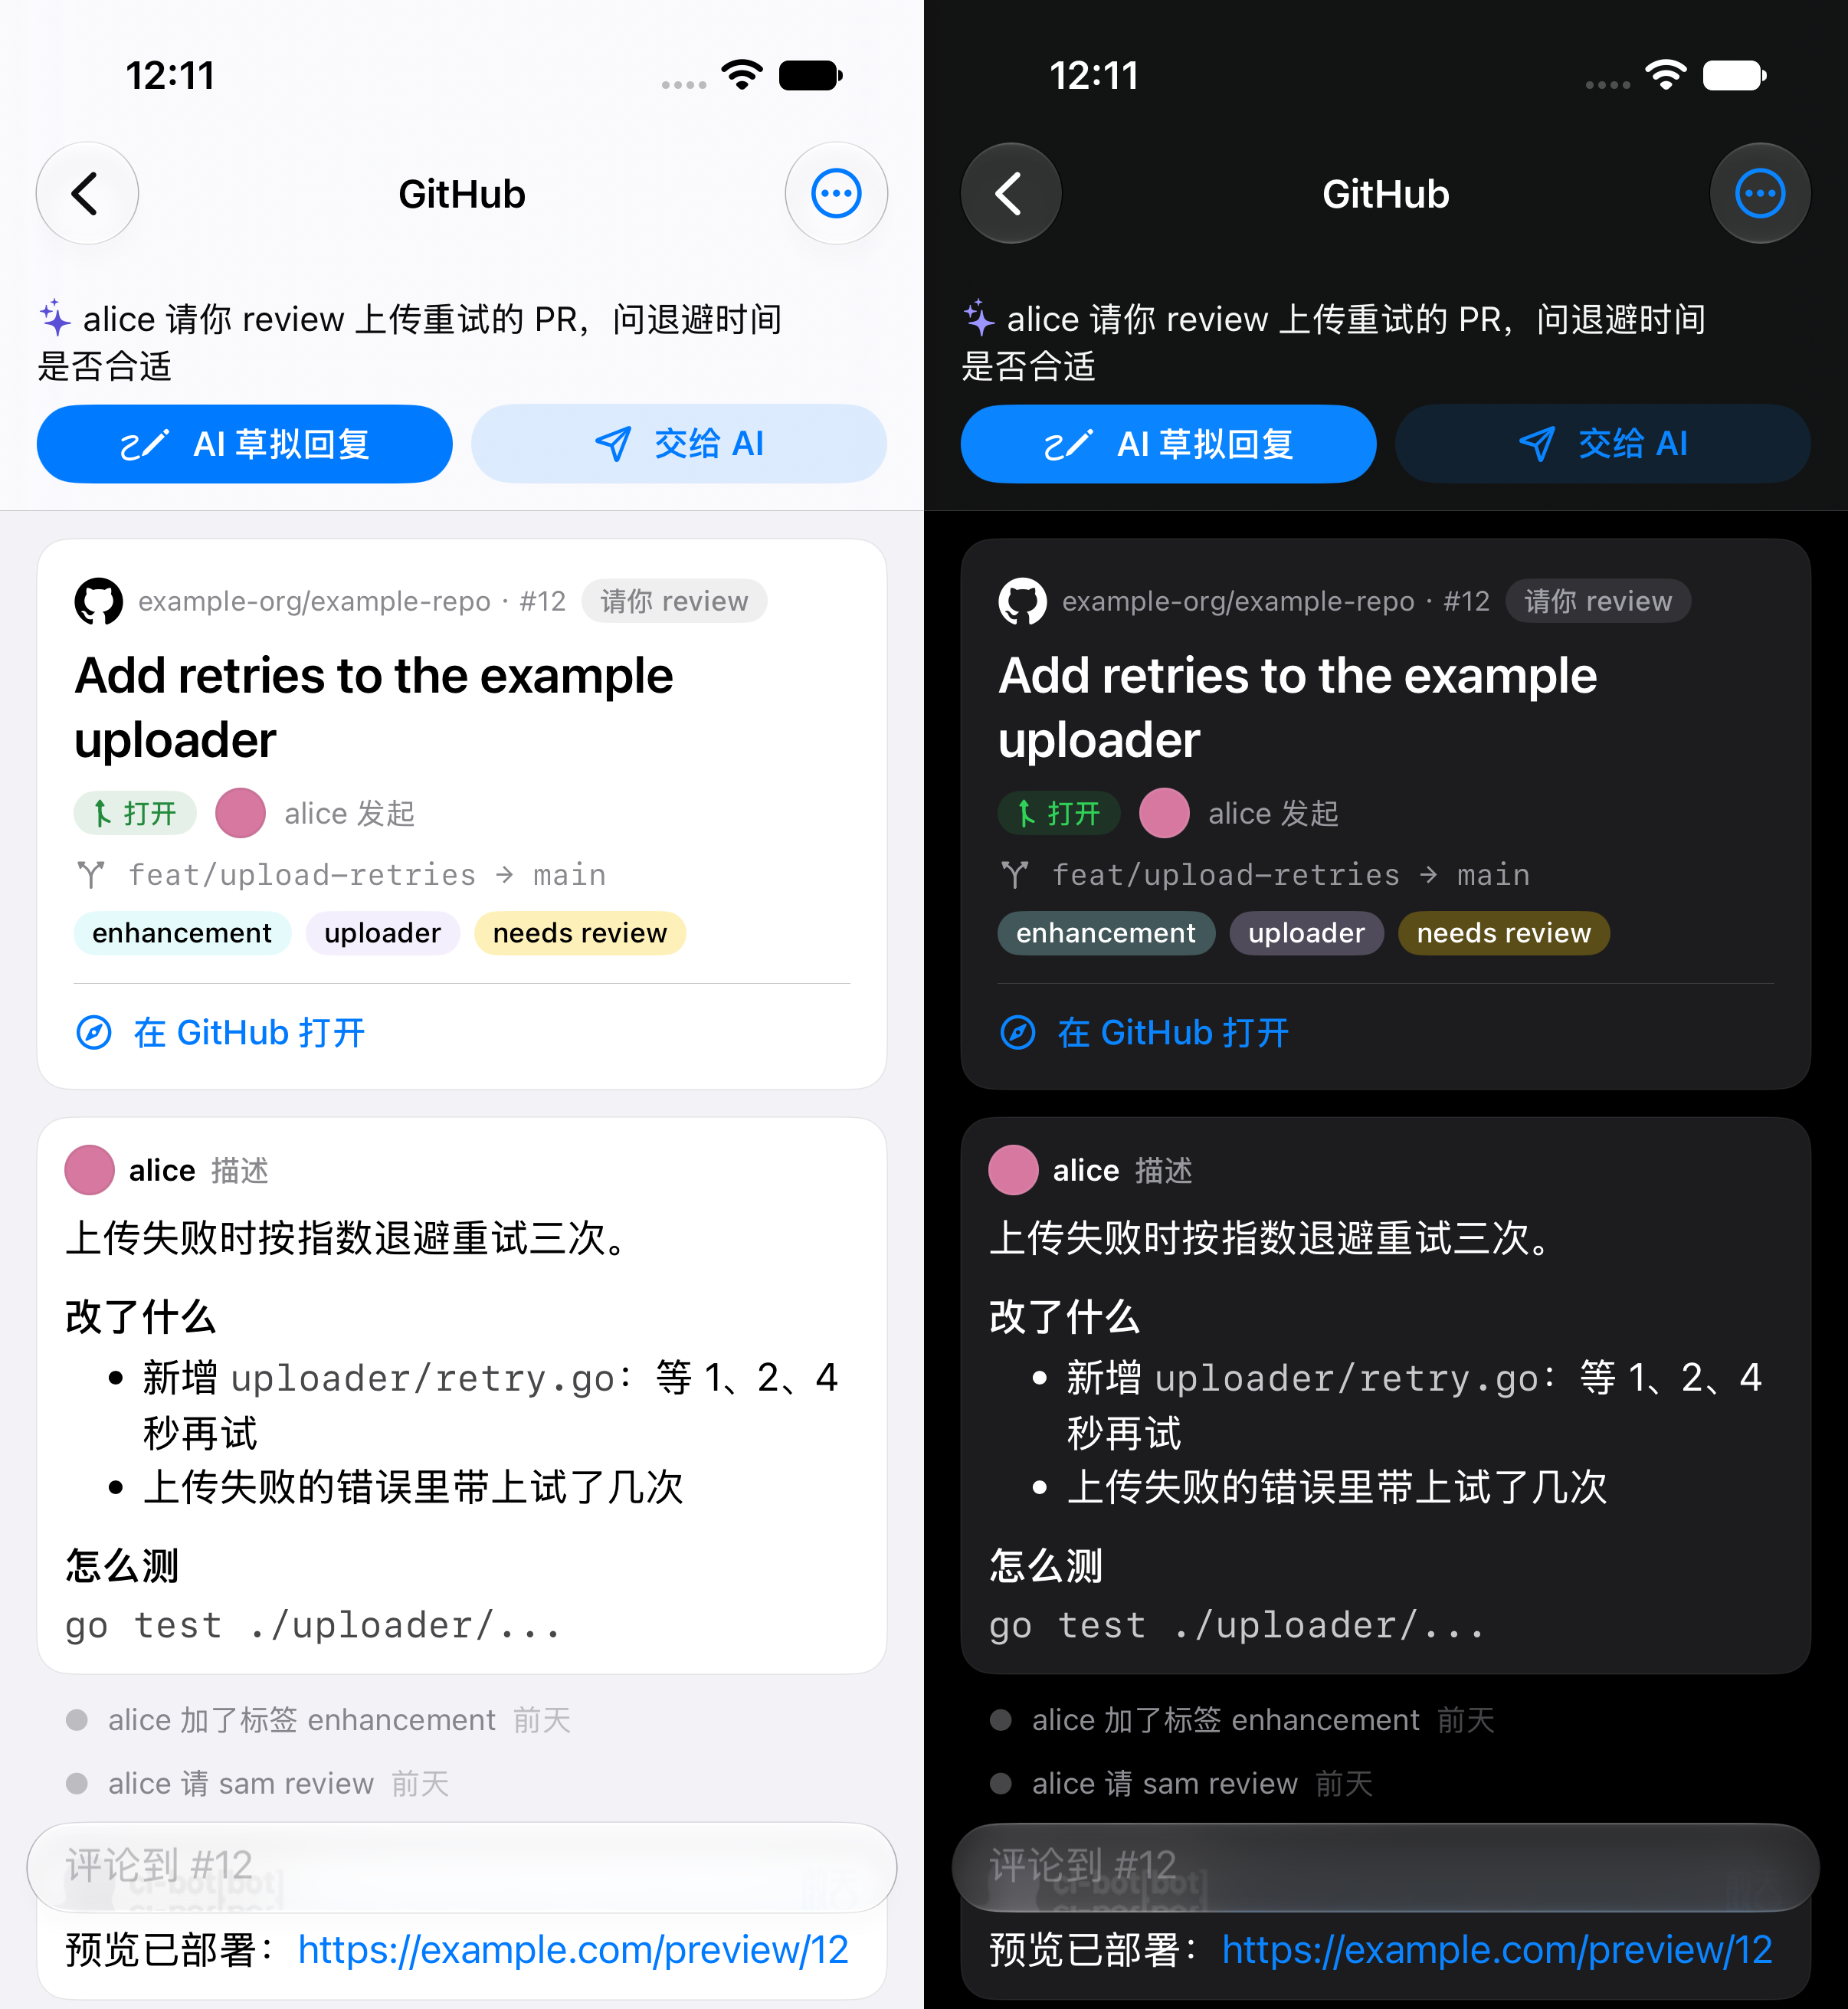 12:11
GitHub
alice 请你 review 上传重试的 PR，问退避时间
是否合适
AI 草拟回复
交给 AI
example-org/example-repo · #12 请你 review
Add retries to the example
uploader
打开 alice 发起
feat/upload-retries → main
enhancement uploader needs review
在 GitHub 打开
alice 描述
上传失败时按指数退避重试三次。
改了什么
• 新增 uploader/retry.go：等 1、2、4
秒再试
• 上传失败的错误里带上试了几次
怎么测
go test ./uploader/...
alice 加了标签 enhancement 前天
alice 请 sam review 前天
评论到 #12
ci-bot[bot]
预览已部署：https://example.com/preview/12
12:11
GitHub
alice 请你 review 上传重试的 PR，问退避时间
是否合适
AI 草拟回复
交给 AI
example-org/example-repo · #12 请你 review
Add retries to the example
uploader
打开 alice 发起
feat/upload-retries → main
enhancement uploader needs review
在 GitHub 打开
alice 描述
上传失败时按指数退避重试三次。
改了什么
• 新增 uploader/retry.go：等 1、2、4
秒再试
• 上传失败的错误里带上试了几次
怎么测
go test ./uploader/...
alice 加了标签 enhancement 前天
alice 请 sam review 前天
评论到 #12
ci-bot[bot]
预览已部署：https://example.com/preview/12